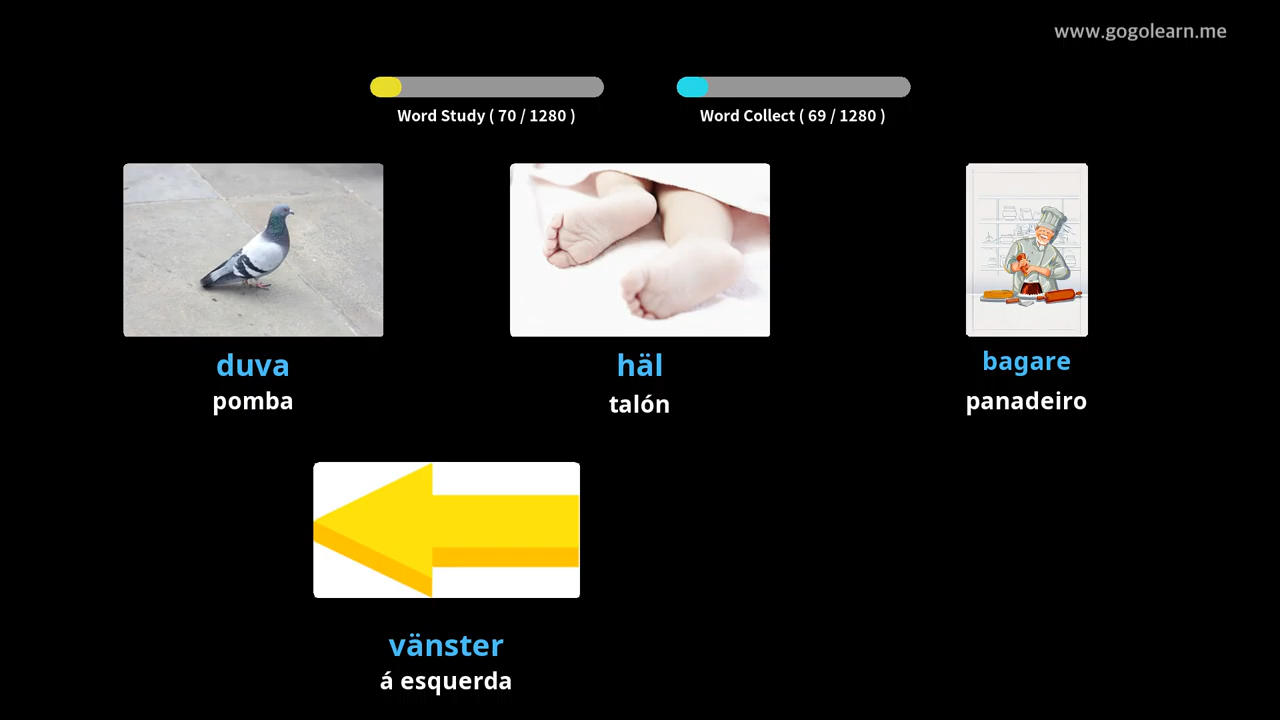 www.gogolearn.me
Word Study ( 70 / 1280 )
Word Collect ( 69 / 1280 )
duva
pomba
häl
talón
bagare
panadeiro
vänster
á esquerda